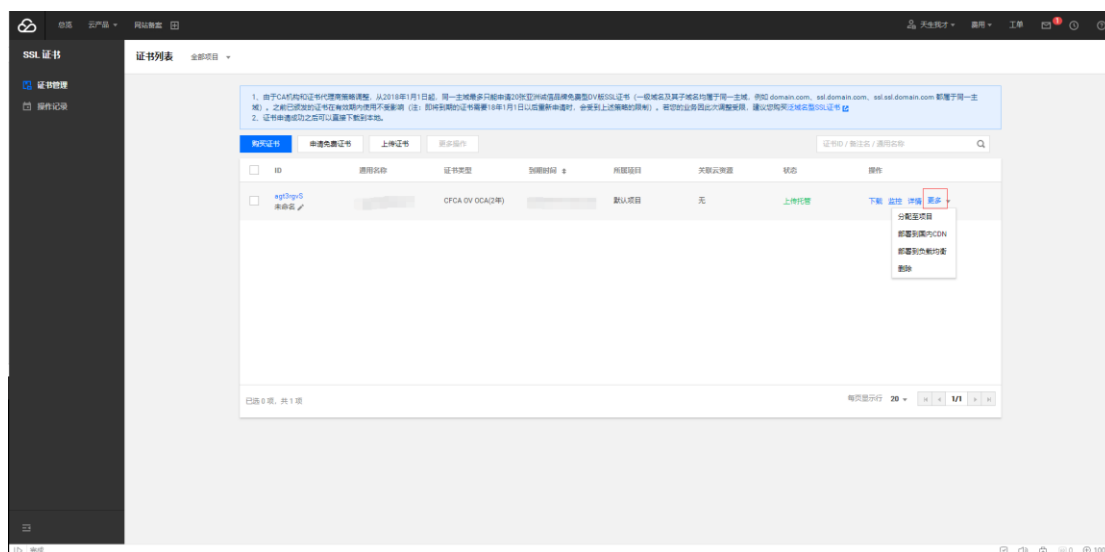 总览 云产品 网站备案
天生我才 费用 工单 1
SSL 证书
证书列表 全部项目
证书管理
操作记录
1、由于CA机构和证书代理商策略调整，从2018年1月1日起，同一主域最多只能申请20张亚洲诚信品牌免费型DV版SSL证书（一级域名及其子域名均属于同一主域，例如 domain.com、ssl.domain.com、ssl.ssl.domain.com 都属于同一主
域）。之前已颁发的证书在有效期内使用不受影响（注：即将到期的证书需要18年1月1日以后重新申请时，会受到上述策略的限制）。若您的业务因此次调整受限，建议您购买泛域名型SSL证书
2、证书申请成功之后可以直接下载到本地。
购买证书 申请免费证书 上传证书 更多操作 证书ID / 备注名 / 通用名称
ID 通用名称 证书类型 到期时间 所属项目 关联云资源 状态 操作
agt3rgvS
未命名
CFCA OV OCA(2年) 默认项目 无 上传托管 下载 监控 详情 更多
分配至项目
部署到国内CDN
部署到负载均衡
删除
已选 0 项，共 1 项 每页显示行 20 1/1
完成 0 100